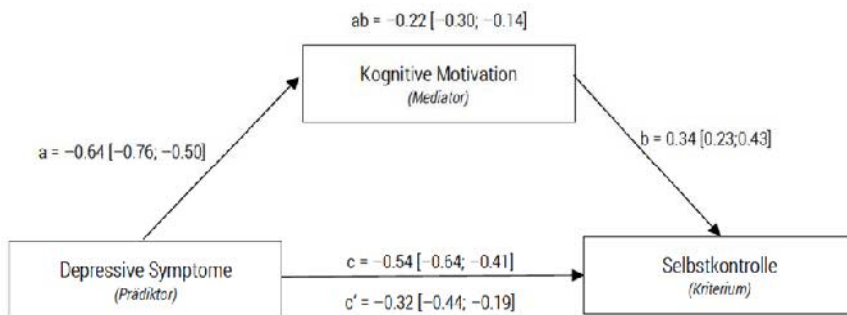 ab = −0.22 [−0.30; −0.14]
Kognitive Motivation
(Mediator)
a = −0.64 [−0.76; −0.50]
b = 0.34 [0.23;0.43]
Depressive Symptome
(Prädiktor)
c = −0.54 [−0.64; −0.41]
c' = −0.32 [−0.44; −0.19]
Selbstkontrolle
(Kriterium)